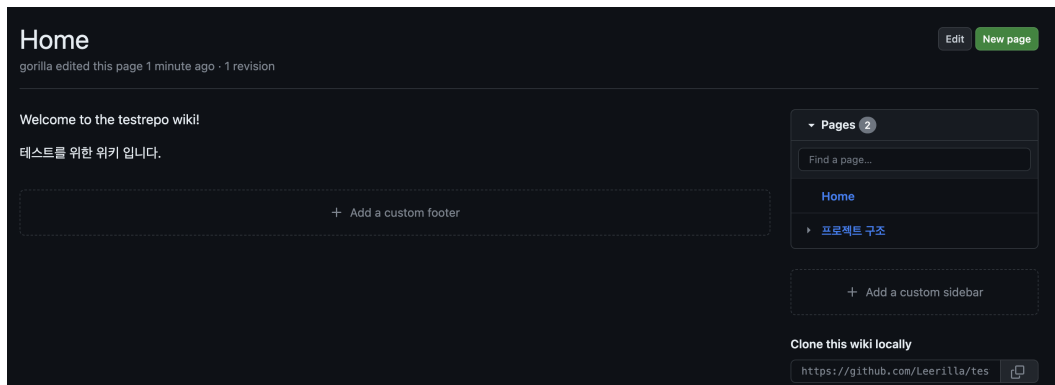 Home
Edit
New page
gorilla edited this page 1 minute ago · 1 revision
Welcome to the testrepo wiki!
테스트를 위한 위키 입니다.
+ Add a custom footer
Pages 2
Find a page...
Home
프로젝트 구조
+ Add a custom sidebar
Clone this wiki locally
https://github.com/Leerilla/tes